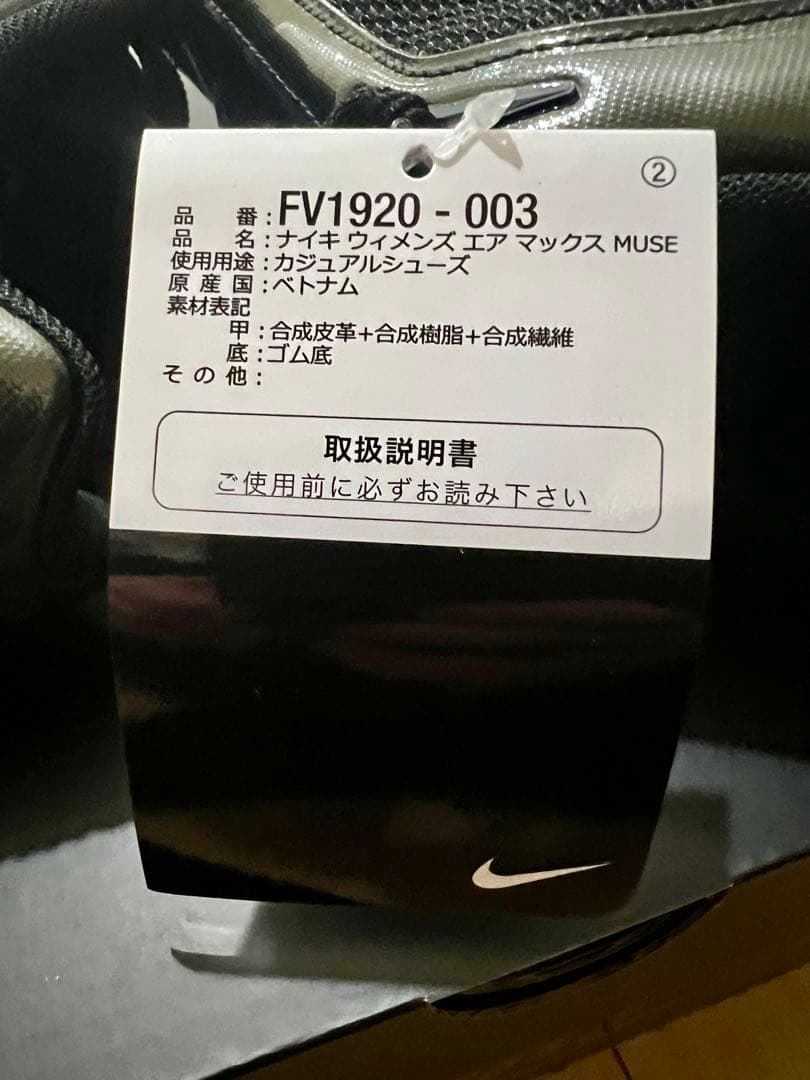 ②
品 番:FV1920 - 003
品 名:ナイキ ウィメンズ エア マックス MUSE
使用用途:カジュアルシューズ
原 産 国:ベトナム
素材表記
甲:合成皮革+合成樹脂+合成繊維
底:ゴム底
そ の 他:
取扱説明書
ご使用前に必ずお読み下さい